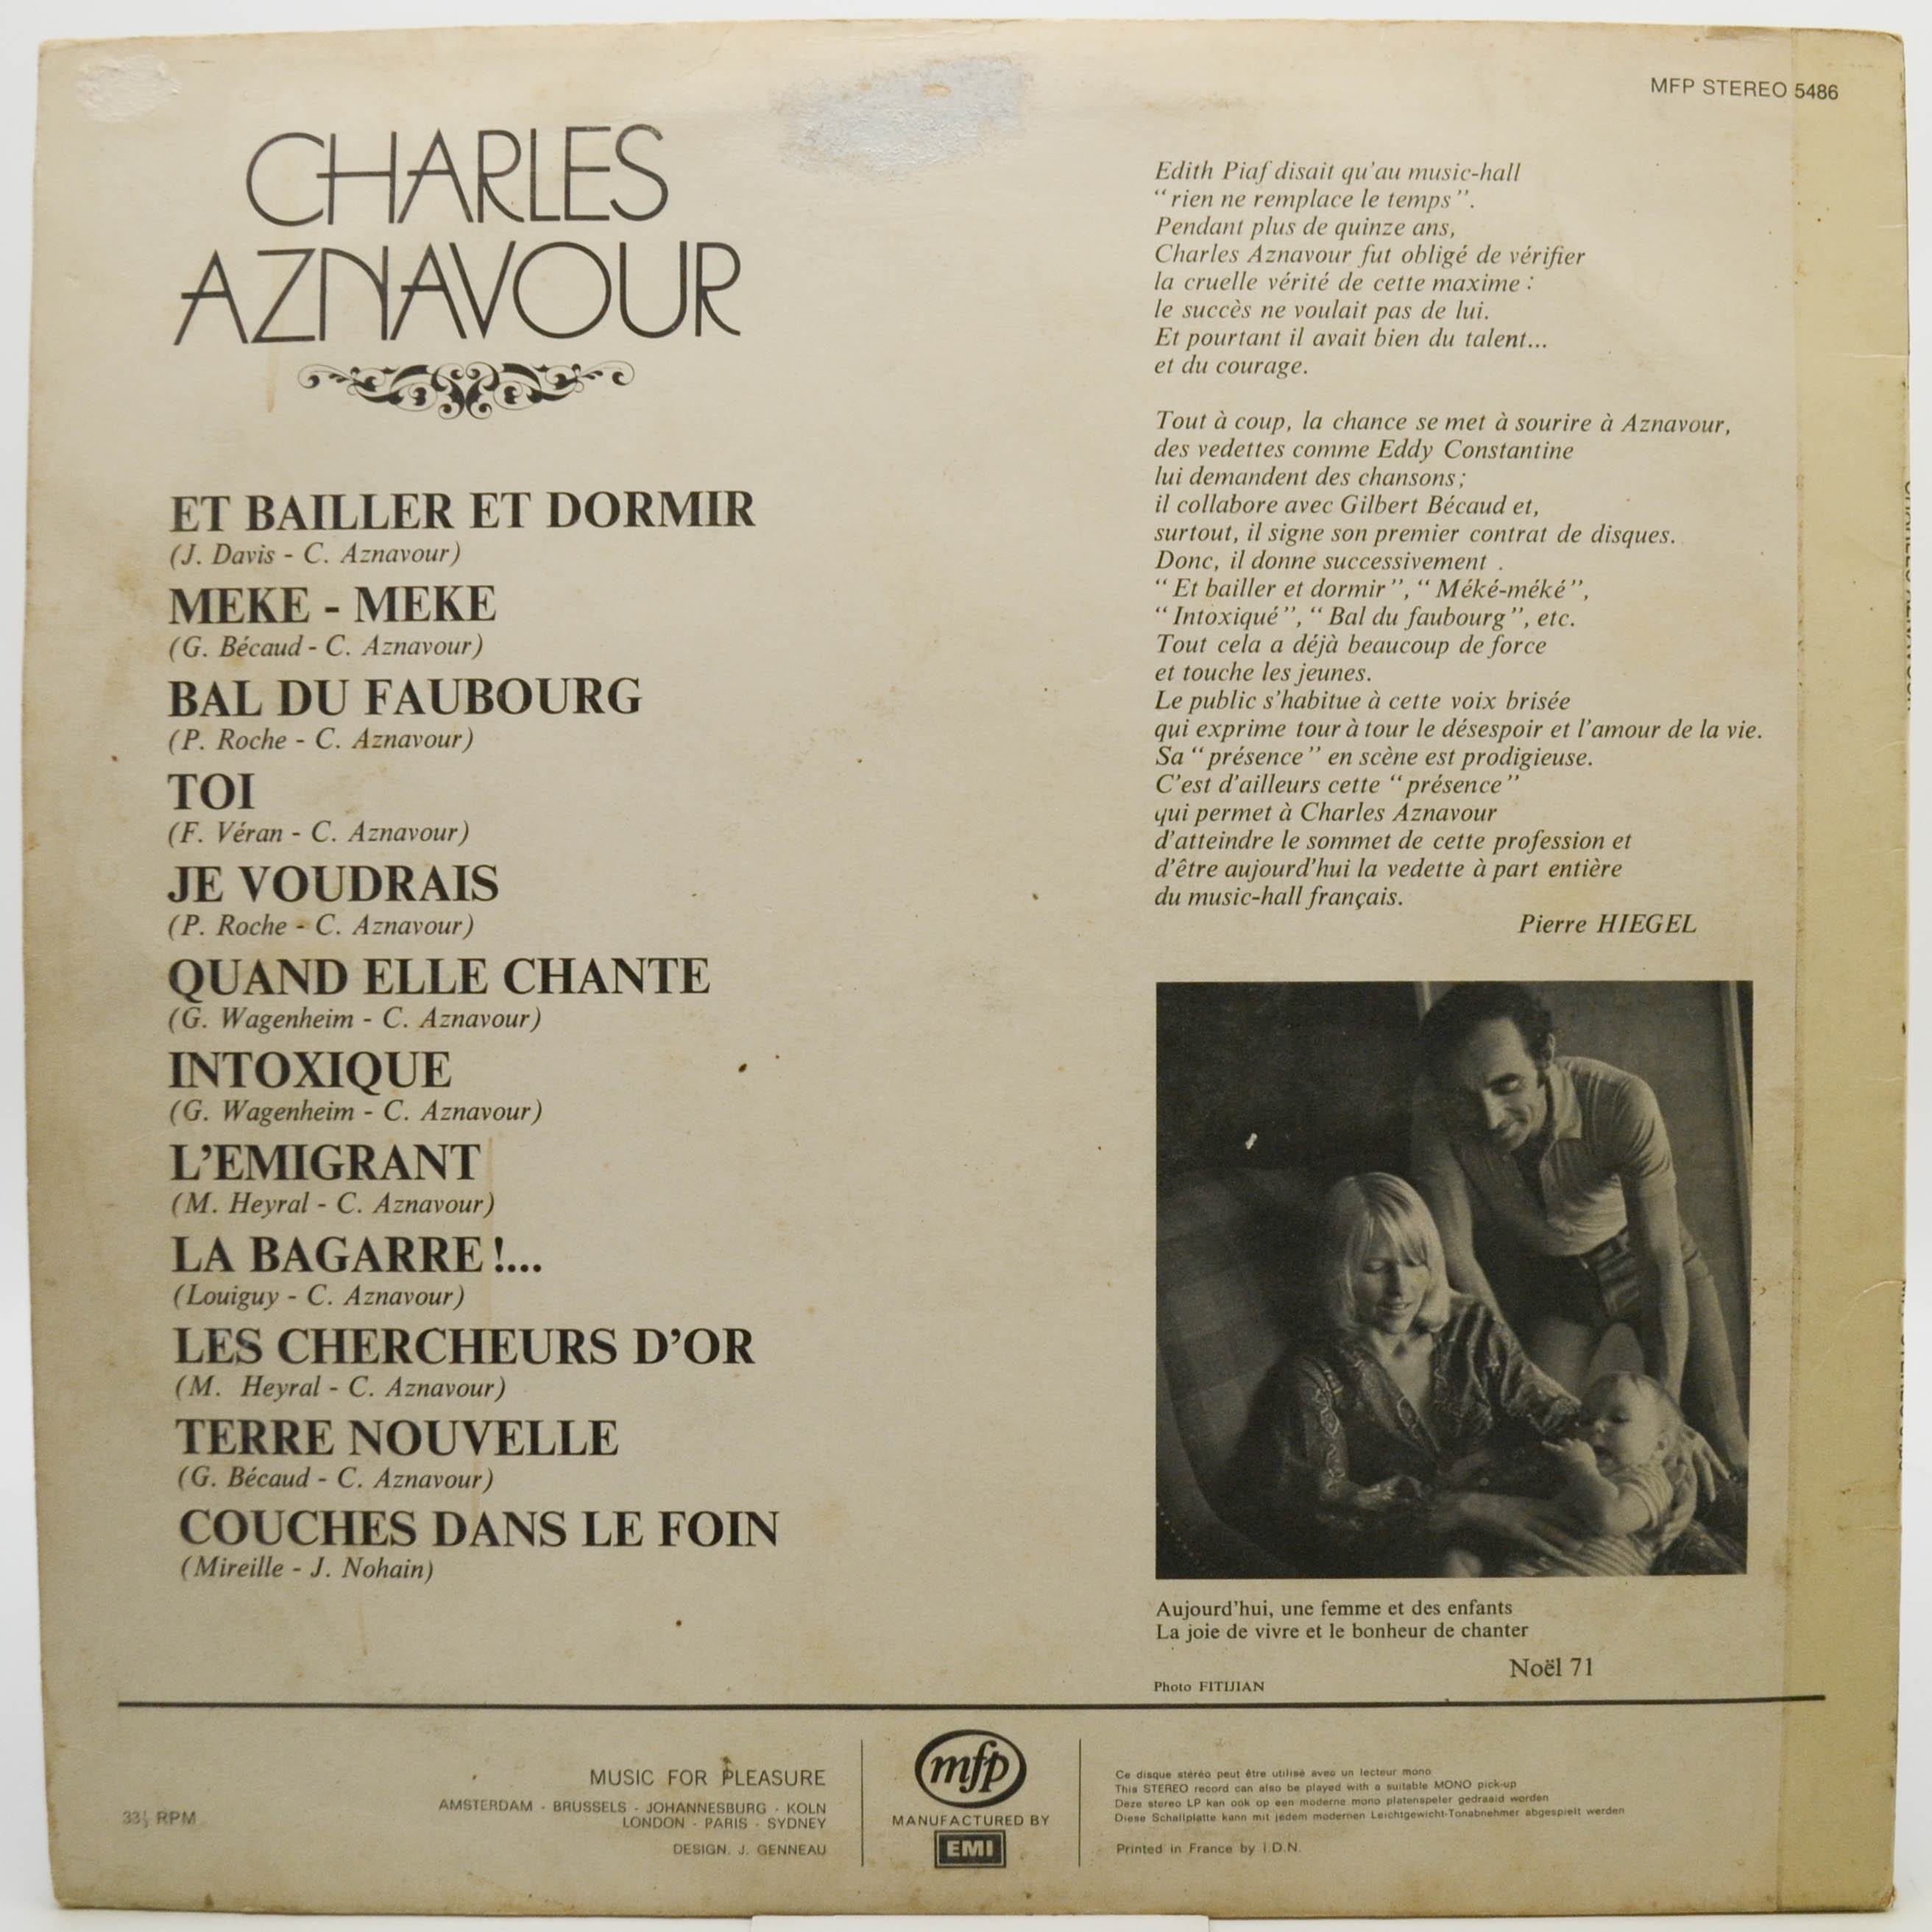 MFP STEREO 5486
CHARLES
AZNAVOUR
ET BAILLER ET DORMIR
(J. Davis - C. Aznavour)
MEKE - MEKE
(G. Bécaud - C. Aznavour)
BAL DU FAUBOURG
(P. Roche - C. Aznavour)
TOI
(F. Véran - C. Aznavour)
JE VOUDRAIS
(P. Roche - C. Aznavour)
QUAND ELLE CHANTE
(G. Wagenheim - C. Aznavour)
INTOXIQUE
(G. Wagenheim - C. Aznavour)
L'EMIGRANT
(M. Heyral - C. Aznavour)
LA BAGARRE !...
(Louiguy - C. Aznavour)
LES CHERCHEURS D'OR
(M. Heyral - C. Aznavour)
TERRE NOUVELLE
(G. Bécaud - C. Aznavour)
COUCHES DANS LE FOIN
(Mireille - J. Nohain)
Edith Piaf disait qu'au music-hall
" rien ne remplace le temps ".
Pendant plus de quinze ans,
Charles Aznavour fut obligé de vérifier
la cruelle vérité de cette maxime :
le succès ne voulait pas de lui.
Et pourtant il avait bien du talent...
et du courage.
Tout à coup, la chance se met à sourire à Aznavour,
des vedettes comme Eddy Constantine
lui demandent des chansons;
il collabore avec Gilbert Bécaud et,
surtout, il signe son premier contrat de disques.
Donc, il donne successivement .
" Et bailler et dormir ", " Méké-méké ",
" Intoxiqué ", " Bal du faubourg ", etc.
Tout cela a déjà beaucoup de force
et touche les jeunes.
Le public s'habitue à cette voix brisée
qui exprime tour à tour le désespoir et l'amour de la vie.
Sa " présence " en scène est prodigieuse.
C'est d'ailleurs cette " présence "
qui permet à Charles Aznavour
d'atteindre le sommet de cette profession et
d'être aujourd'hui la vedette à part entière
du music-hall français.
Pierre HIEGEL
Aujourd'hui, une femme et des enfants
La joie de vivre et le bonheur de chanter
Noël 71
Photo FITIJIAN
33⅓ RPM
MUSIC FOR PLEASURE
AMSTERDAM - BRUSSELS - JOHANNESBURG - KOLN
LONDON - PARIS - SYDNEY
DESIGN. J. GENNEAU
mfp
MANUFACTURED BY
EMI
Ce disque stéréo peut être utilisé avec un lecteur mono
This STEREO record can also be played with a suitable MONO pick-up
Deze stereo LP kan ook op een moderne mono platenspeler gedraaid worden
Diese Schallplatte kann mit jedem modernen Leichtgewicht-Tonabnehmer abgespielt werden
Printed in France by I.D.N.